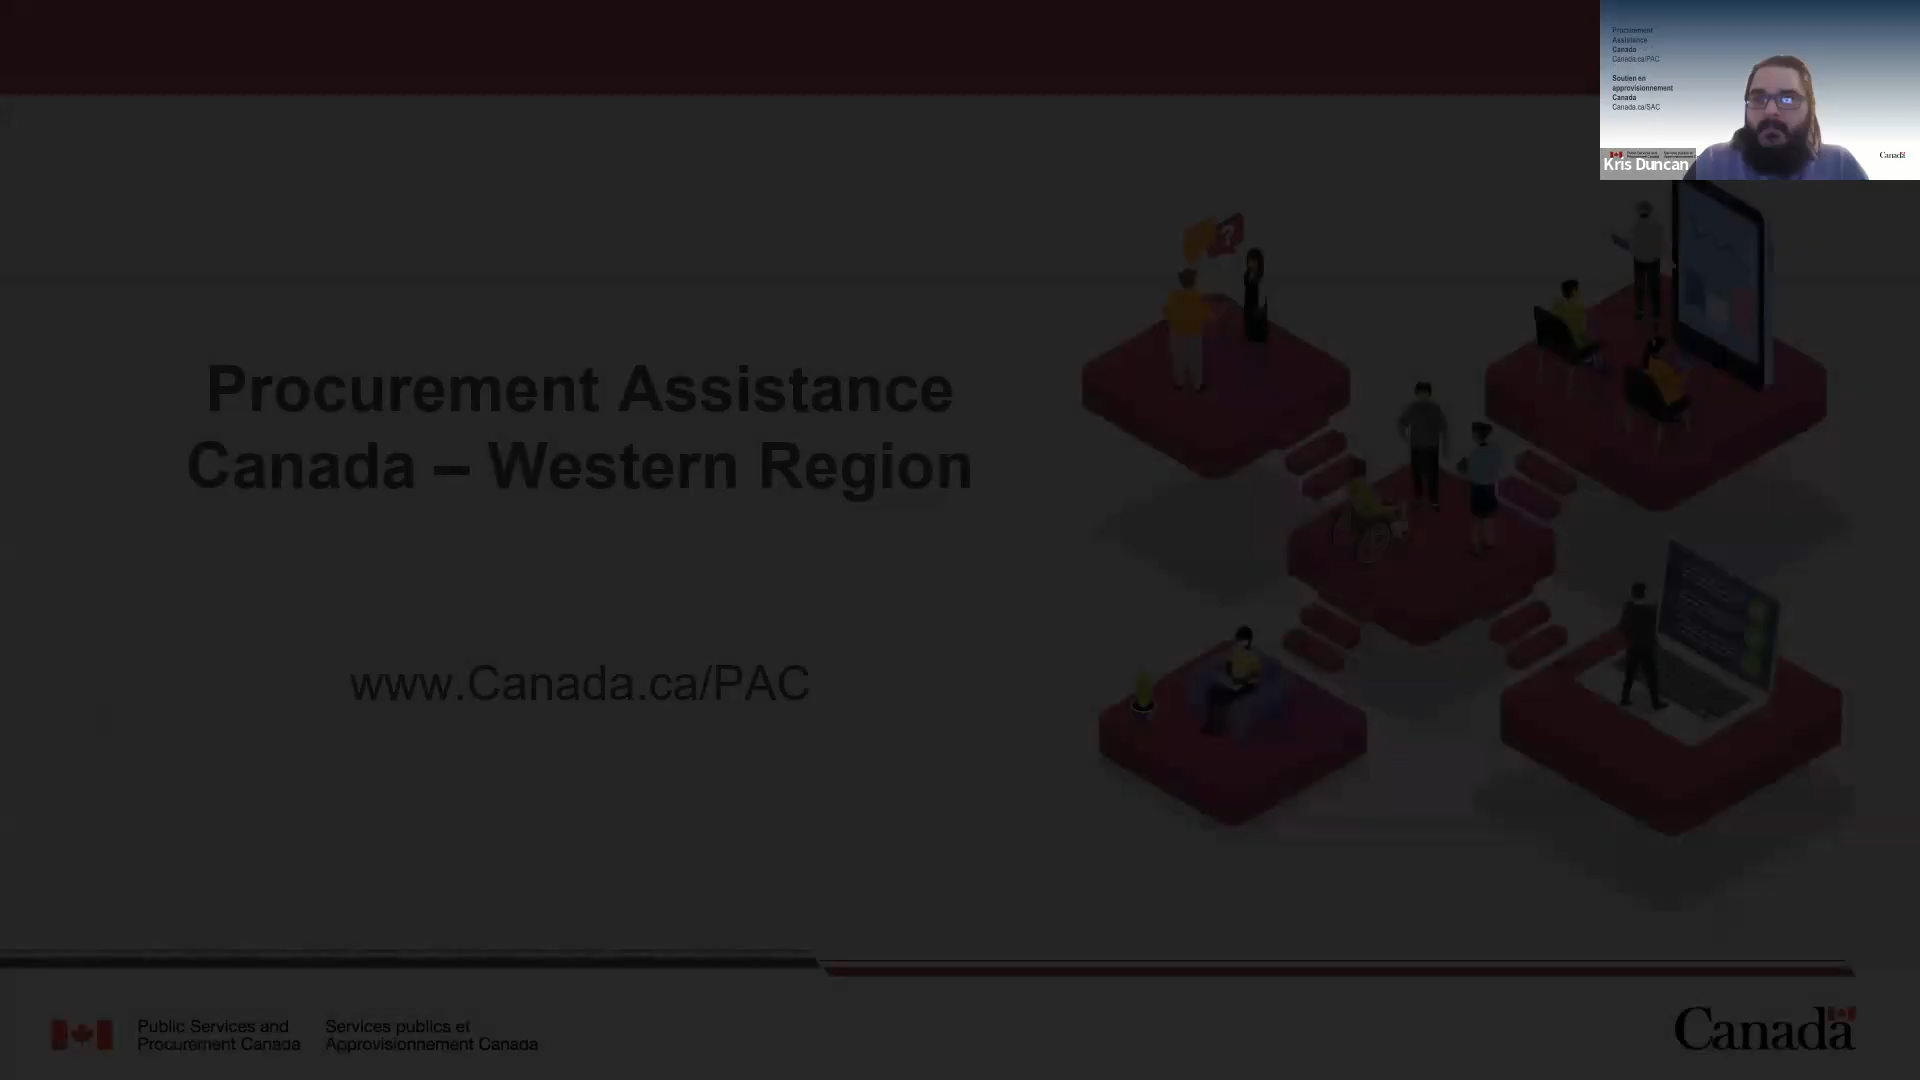 Procurement
Assistance
Canada
Canada.ca/PAC
Soutien en
approvisionnement
Canada
Canada.ca/SAC
Canada
Kris Duncan
?
Procurement Assistance
Canada – Western Region
www.Canada.ca/PAC
Public Services and
Procurement Canada
Services publics et
Approvisionnement Canada
Canada